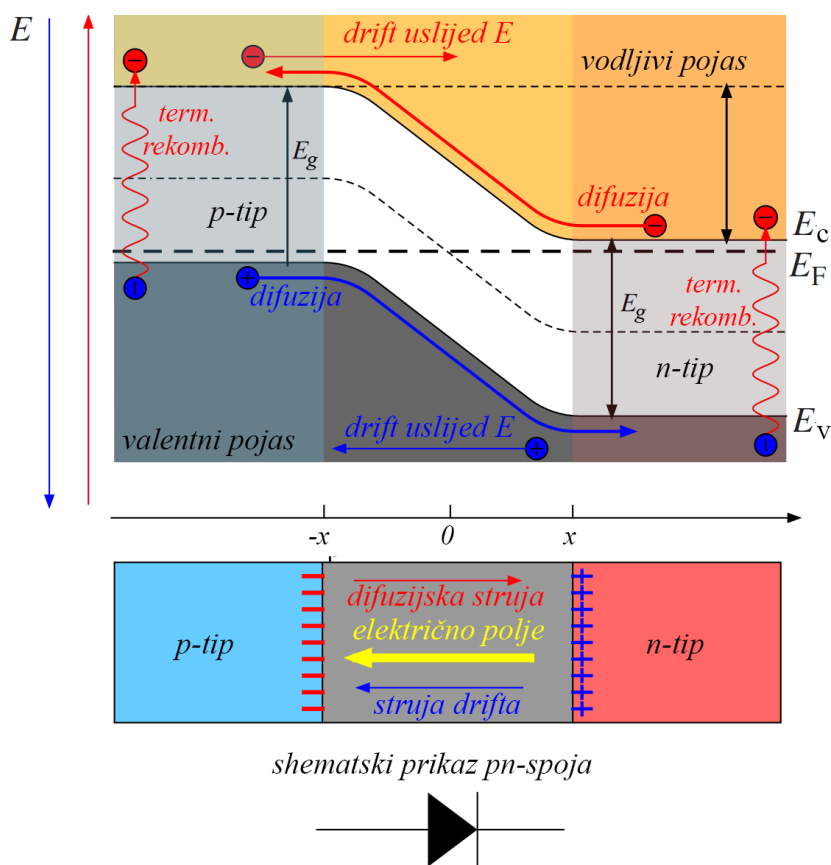 E
drift uslijed E
vodljivi pojas
term.
rekomb.
E_g
p-tip
difuzija
E_c
E_F
difuzija
E_g
term.
rekomb.
n-tip
valentni pojas
drift uslijed E
E_v
-x
0
x
difuzijska struja
p-tip
električno polje
n-tip
struja drifta
shematski prikaz pn-spoja